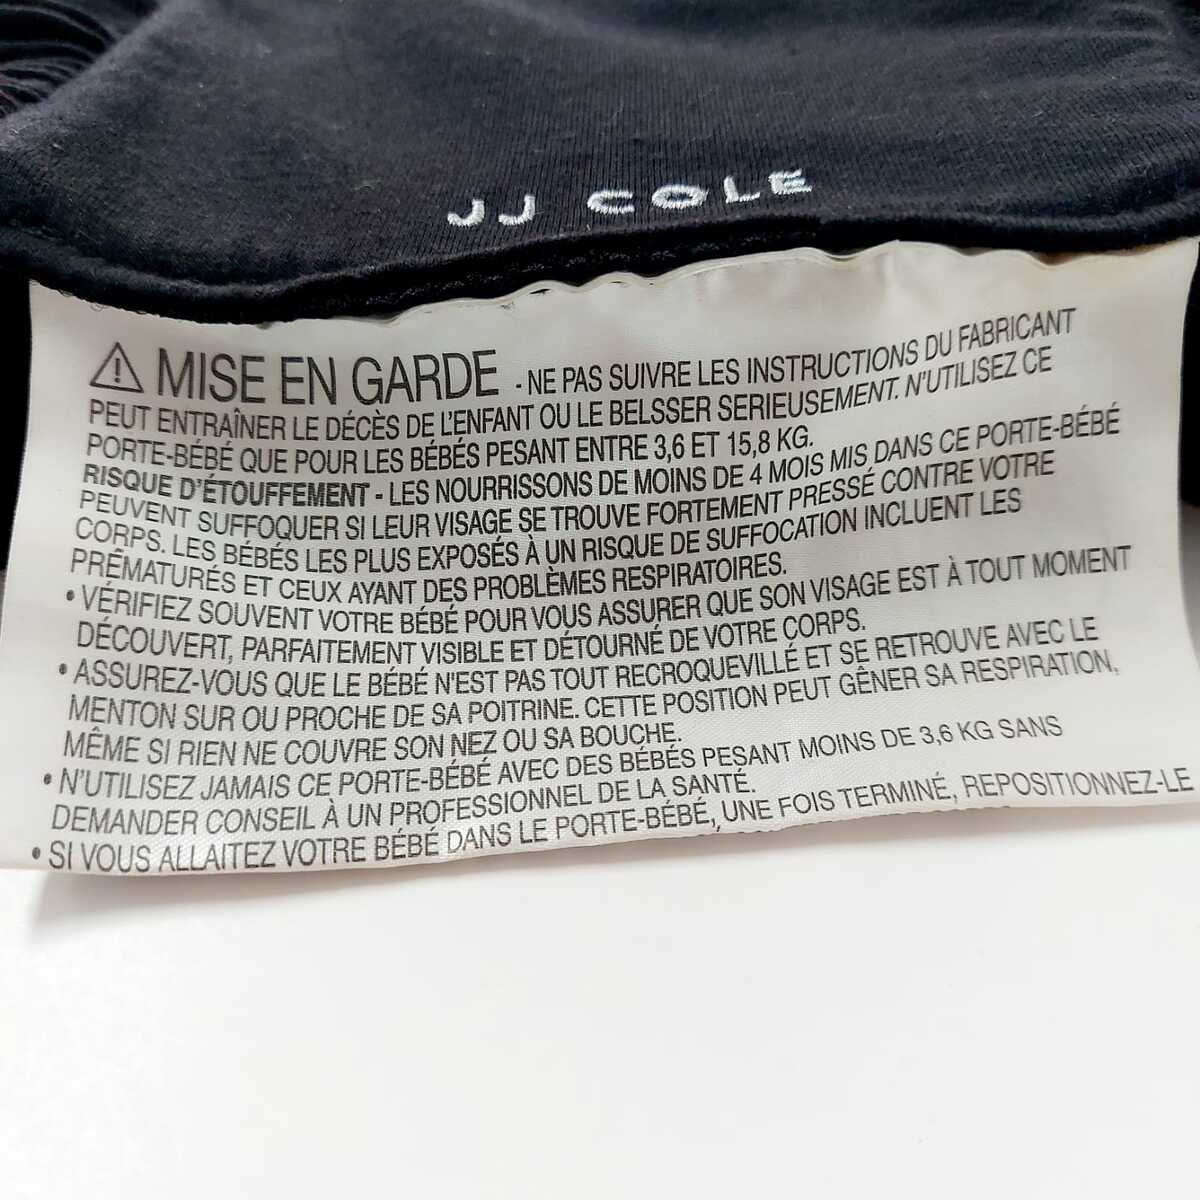 JJ COLE
MISE EN GARDE - NE PAS SUIVRE LES INSTRUCTIONS DU FABRICANT
PEUT ENTRAÎNER LE DÉCÈS DE L'ENFANT OU LE BELSSER SERIEUSEMENT. N'UTILISEZ CE
PORTE-BÉBÉ QUE POUR LES BÉBÉS PESANT ENTRE 3,6 ET 15,8 KG.
RISQUE D'ÉTOUFFEMENT - LES NOURRISSONS DE MOINS DE 4 MOIS MIS DANS CE PORTE-BÉBÉ
PEUVENT SUFFOQUER SI LEUR VISAGE SE TROUVE FORTEMENT PRESSÉ CONTRE VOTRE
CORPS. LES BÉBÉS LES PLUS EXPOSÉS À UN RISQUE DE SUFFOCATION INCLUENT LES
PRÉMATURÉS ET CEUX AYANT DES PROBLÈMES RESPIRATOIRES.
• VÉRIFIEZ SOUVENT VOTRE BÉBÉ POUR VOUS ASSURER QUE SON VISAGE EST À TOUT MOMENT
DÉCOUVERT, PARFAITEMENT VISIBLE ET DÉTOURNÉ DE VOTRE CORPS.
• ASSUREZ-VOUS QUE LE BÉBÉ N'EST PAS TOUT RECROQUEVILLÉ ET SE RETROUVE AVEC LE
MENTON SUR OU PROCHE DE SA POITRINE. CETTE POSITION PEUT GÊNER SA RESPIRATION,
MÊME SI RIEN NE COUVRE SON NEZ OU SA BOUCHE.
• N'UTILISEZ JAMAIS CE PORTE-BÉBÉ AVEC DES BÉBÉS PESANT MOINS DE 3,6 KG SANS
DEMANDER CONSEIL À UN PROFESSIONNEL DE LA SANTÉ.
• SI VOUS ALLAITEZ VOTRE BÉBÉ DANS LE PORTE-BÉBÉ, UNE FOIS TERMINÉ, REPOSITIONNEZ-LE